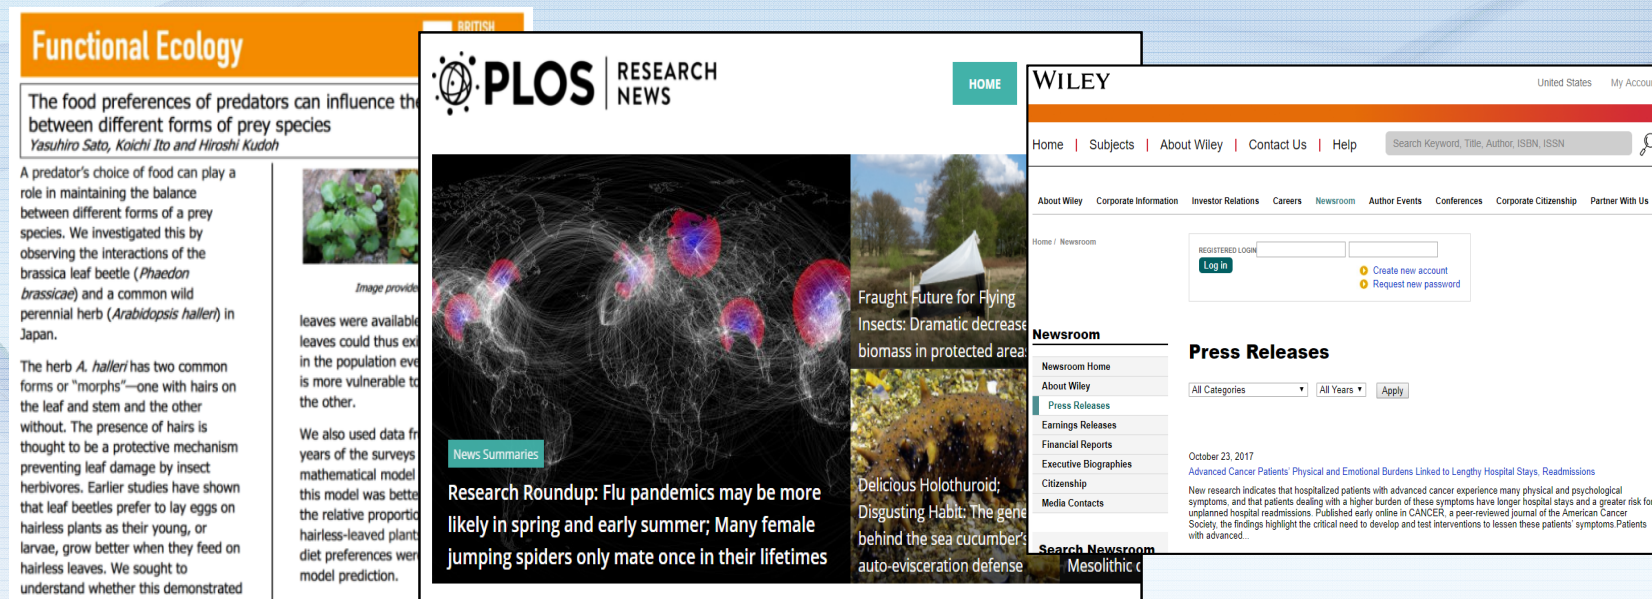 BRITISH
Functional Ecology
The food preferences of predators can influence the
between different forms of prey species
Yasuhiro Sato, Koichi Ito and Hiroshi Kudoh
A predator's choice of food can play a
role in maintaining the balance
between different forms of a prey
species. We investigated this by
observing the interactions of the
brassica leaf beetle (Phaedon
brassicae) and a common wild
perennial herb (Arabidopsis halleri) in
Japan.
The herb A. halleri has two common
forms or "morphs"—one with hairs on
the leaf and stem and the other
without. The presence of hairs is
thought to be a protective mechanism
preventing leaf damage by insect
herbivores. Earlier studies have shown
that leaf beetles prefer to lay eggs on
hairless plants as their young, or
larvae, grow better when they feed on
hairless leaves. We sought to
understand whether this demonstrated
Image provide
leaves were available
leaves could thus exi
in the population eve
is more vulnerable to
the other.
We also used data fr
years of the surveys
mathematical model
this model was bette
the relative proportic
hairless-leaved plant
diet preferences wer
model prediction.
PLOS
RESEARCH
NEWS
HOME
News Summaries
Research Roundup: Flu pandemics may be more
likely in spring and early summer; Many female
jumping spiders only mate once in their lifetimes
Fraught Future for Flying
Insects: Dramatic decrease
biomass in protected areas
Delicious Holothuroid;
Disgusting Habit: The gene
behind the sea cucumber's
auto-evisceration defense
Mesolithic c
WILEY
United States My Accou
Home | Subjects | About Wiley | Contact Us | Help
Search Keyword, Title, Author, ISBN, ISSN
About Wiley Corporate Information Investor Relations Careers Newsroom Author Events Conferences Corporate Citizenship Partner With Us
Home / Newsroom
REGISTERED LOGIN
Log in
Create new account
Request new password
Newsroom
Newsroom Home
About Wiley
Press Releases
Earnings Releases
Financial Reports
Executive Biographies
Citizenship
Media Contacts
Search Newsroom
Press Releases
All Categories All Years Apply
October 23, 2017
Advanced Cancer Patients' Physical and Emotional Burdens Linked to Lengthy Hospital Stays, Readmissions
New research indicates that hospitalized patients with advanced cancer experience many physical and psychological
symptoms, and that patients dealing with a higher burden of these symptoms have longer hospital stays and a greater risk for
unplanned hospital readmissions. Published early online in CANCER, a peer-reviewed journal of the American Cancer
Society, the findings highlight the critical need to develop and test interventions to lessen these patients' symptoms.Patients
with advanced...